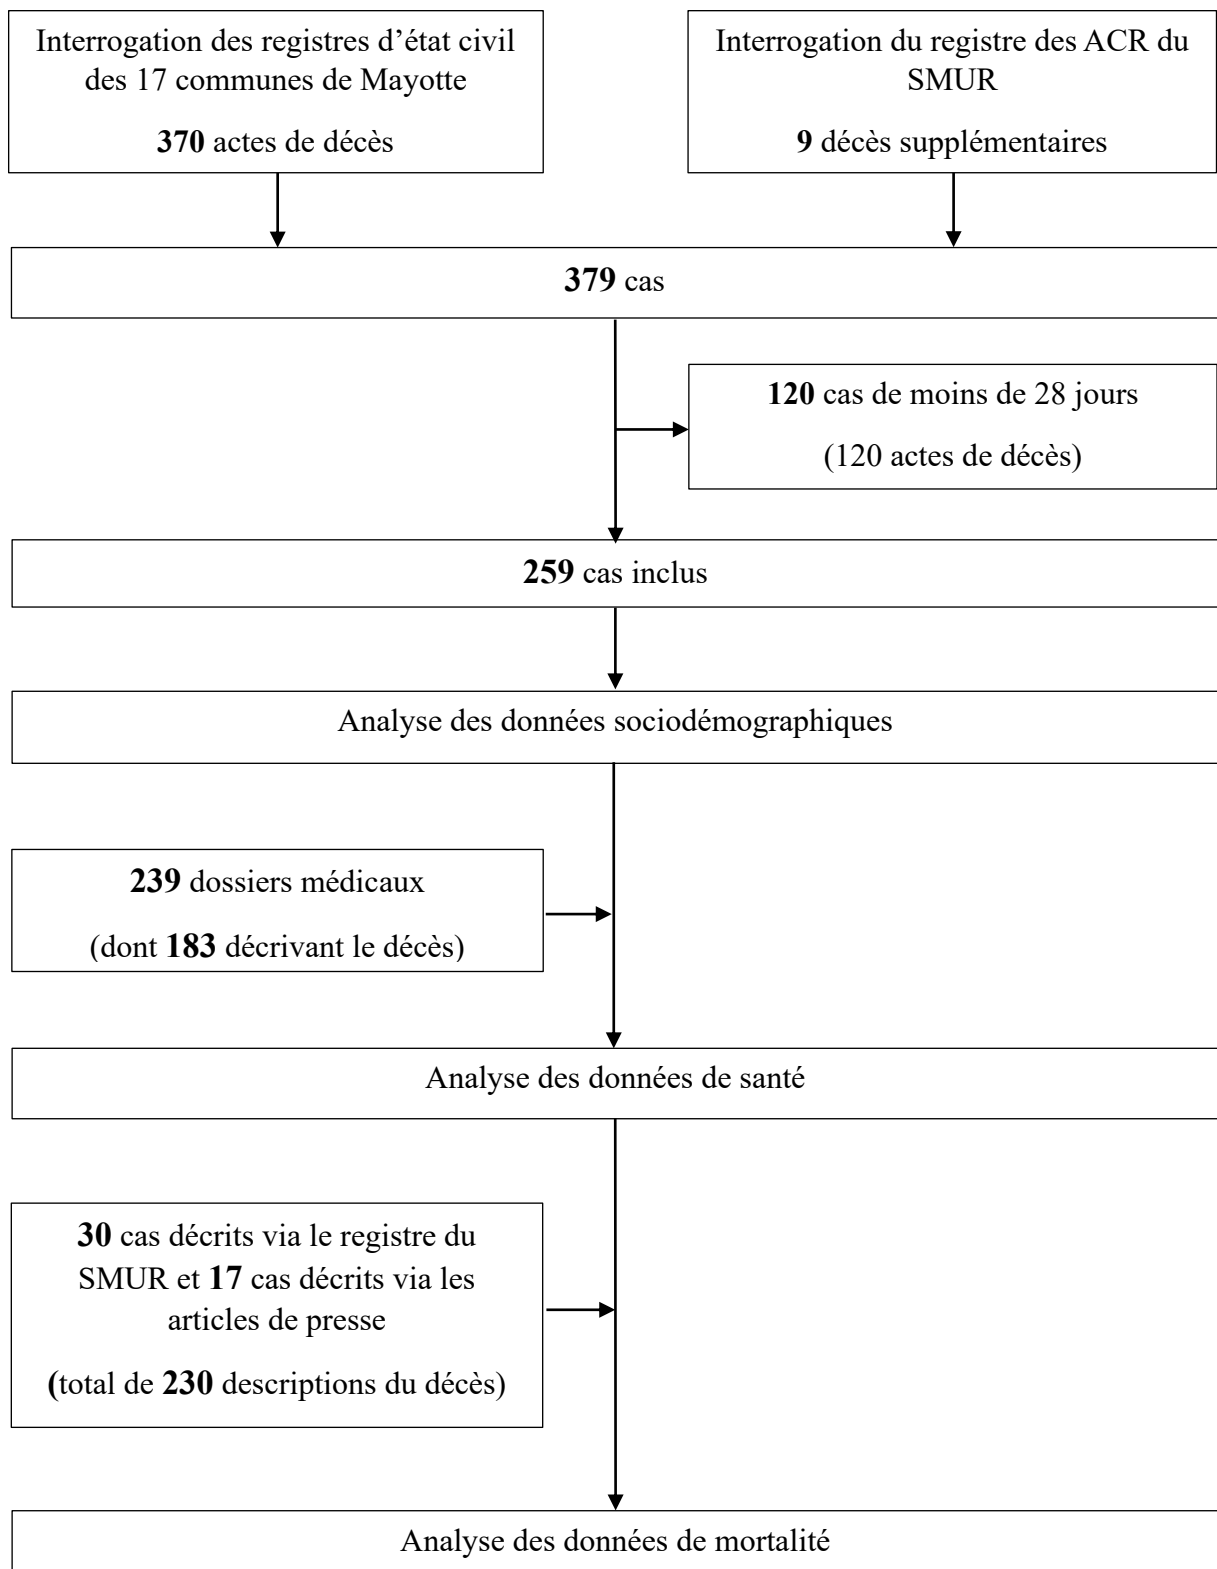 Interrogation des registres d’état civil
des 17 communes de Mayotte
370 actes de décès
Interrogation du registre des ACR du
SMUR
9 décès supplémentaires
379 cas
120 cas de moins de 28 jours
(120 actes de décès)
259 cas inclus
Analyse des données sociodémographiques
239 dossiers médicaux
(dont 183 décrivant le décès)
Analyse des données de santé
30 cas décrits via le registre du
SMUR et 17 cas décrits via les
articles de presse
(total de 230 descriptions du décès)
Analyse des données de mortalité